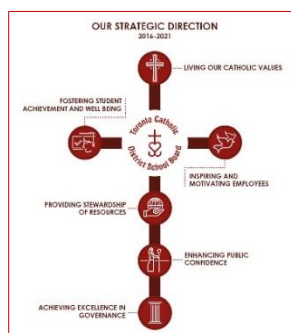 OUR STRATEGIC DIRECTION
2016-2021
LIVING OUR CATHOLIC VALUES
FOSTERING STUDENT
ACHIEVEMENT AND WELL BEING
Toronto Catholic
District School Board
INSPIRING AND
MOTIVATING EMPLOYEES
PROVIDING STEWARDSHIP
OF RESOURCES
ENHANCING PUBLIC
CONFIDENCE
ACHIEVING EXCELLENCE IN
GOVERNANCE